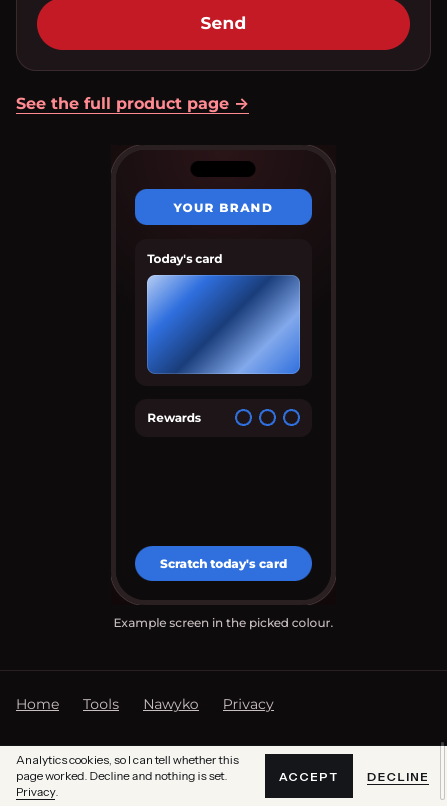 Send
See the full product page →
YOUR BRAND
Today's card
Rewards
Scratch today's card
Example screen in the picked colour.
Home Tools Nawyko Privacy
Analytics cookies, so I can tell whether this
page worked. Decline and nothing is set.
Privacy.
ACCEPT
DECLINE